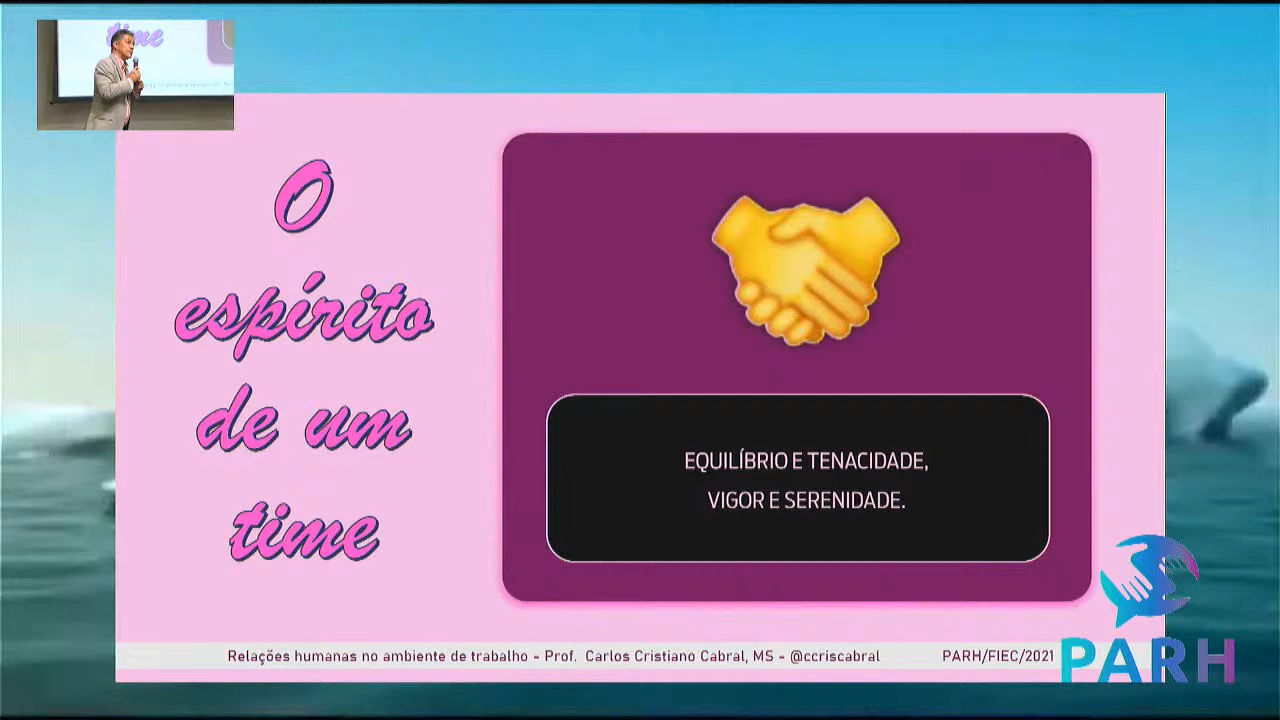 time
O
espírito
de um
time
EQUILÍBRIO E TENACIDADE,
VIGOR E SERENIDADE.
Relações humanas no ambiente de trabalho - Prof. Carlos Cristiano Cabral, MS - @ccriscabral
PARH/FIEC/2021
PARH